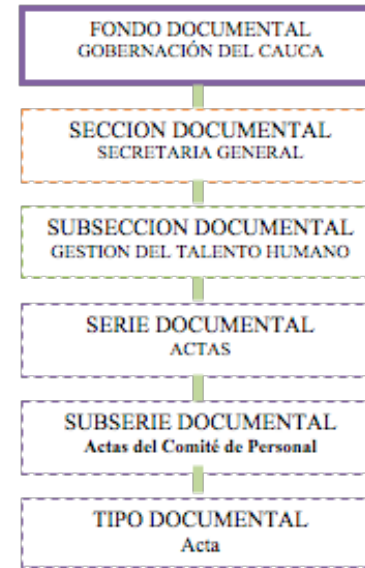 FONDO DOCUMENTAL
GOBERNACIÓN DEL CAUCA
SECCION DOCUMENTAL
SECRETARIA GENERAL
SUBSECCION DOCUMENTAL
GESTION DEL TALENTO HUMANO
SERIE DOCUMENTAL
ACTAS
SUBSERIE DOCUMENTAL
Actas del Comité de Personal
TIPO DOCUMENTAL
Acta